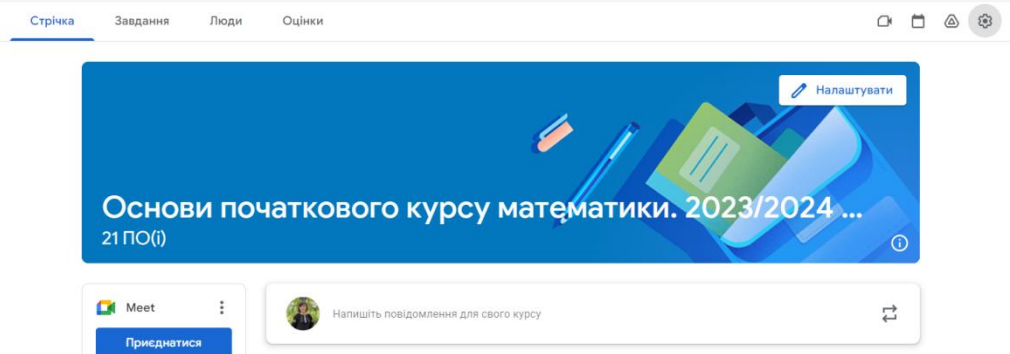 Стрічка Завдання Люди Оцінки
Налаштувати
Основи початкового курсу математики. 2023/2024 ...
21 ПО(і)
Meet
Напишіть повідомлення для свого курсу
Приєднатися